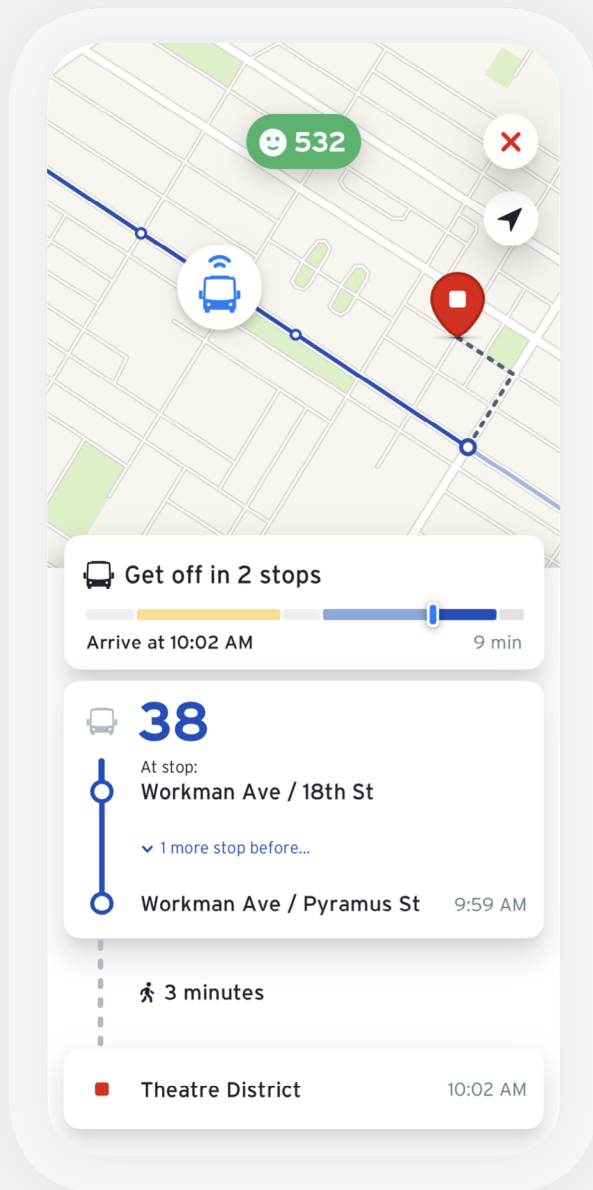 532
Get off in 2 stops
Arrive at 10:02 AM 9 min
38
At stop:
Workman Ave / 18th St
1 more stop before...
Workman Ave / Pyramus St 9:59 AM
3 minutes
Theatre District 10:02 AM